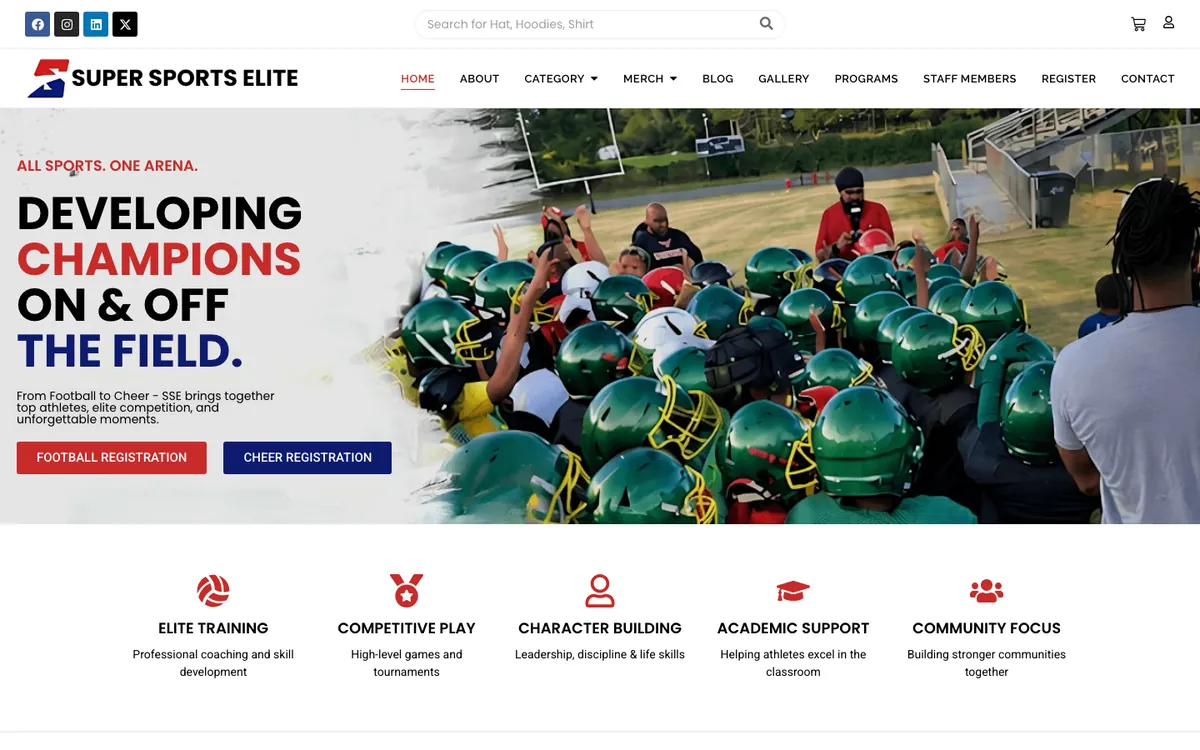 Search for Hat, Hoodies, Shirt
SUPER SPORTS ELITE
HOME ABOUT CATEGORY MERCH BLOG GALLERY PROGRAMS STAFF MEMBERS REGISTER CONTACT
ALL SPORTS. ONE ARENA.
DEVELOPING
CHAMPIONS
ON & OFF
THE FIELD.
From Football to Cheer - SSE brings together
top athletes, elite competition, and
unforgettable moments.
FOOTBALL REGISTRATION CHEER REGISTRATION
ELITE TRAINING
Professional coaching and skill
development
COMPETITIVE PLAY
High-level games and
tournaments
CHARACTER BUILDING
Leadership, discipline & life skills
ACADEMIC SUPPORT
Helping athletes excel in the
classroom
COMMUNITY FOCUS
Building stronger communities
together